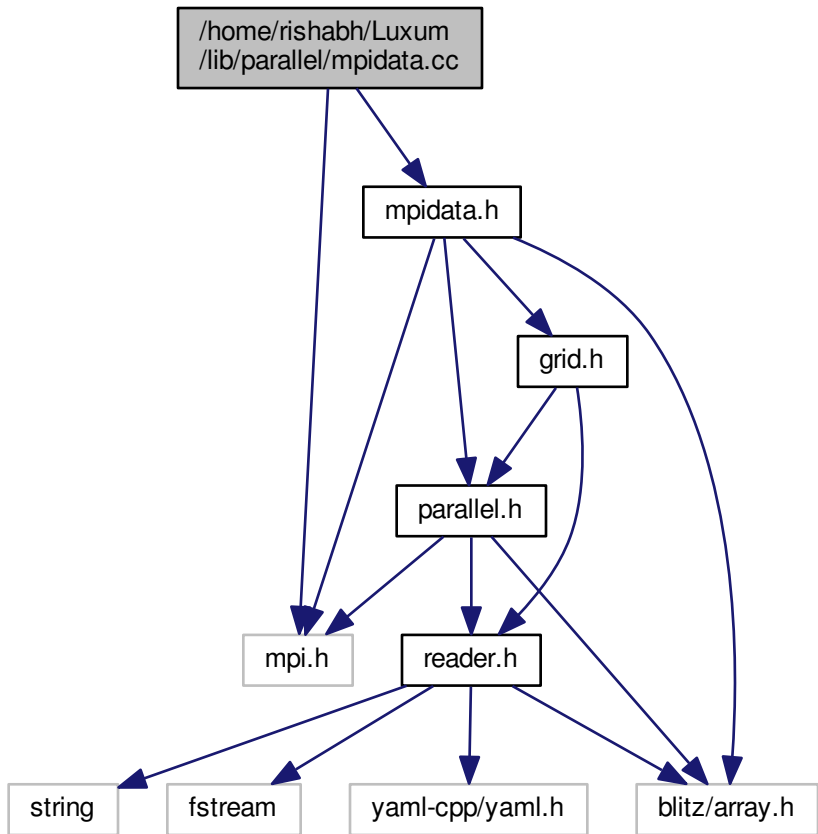 /home/rishabh/Luxum
/lib/parallel/mpidata.cc
mpidata.h
grid.h
parallel.h
mpi.h
reader.h
string
fstream
yaml-cpp/yaml.h
blitz/array.h